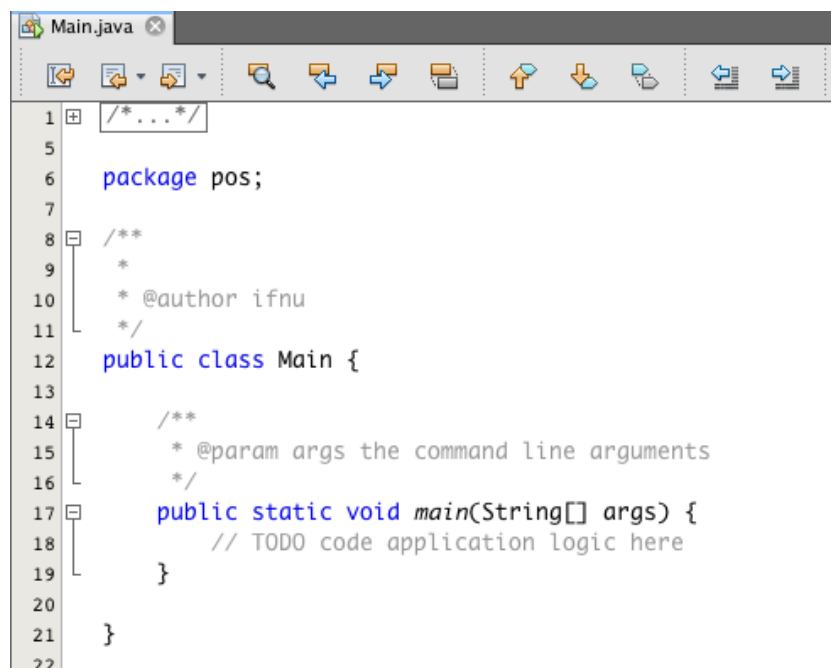 Main.java
1 /*...*/
5
6 package pos;
7
8 /**
9 *
10 * @author ifnu
11 */
12 public class Main {
13
14 /**
15 * @param args the command line arguments
16 */
17 public static void main(String[] args) {
18 // TODO code application logic here
19 }
20
21 }
22